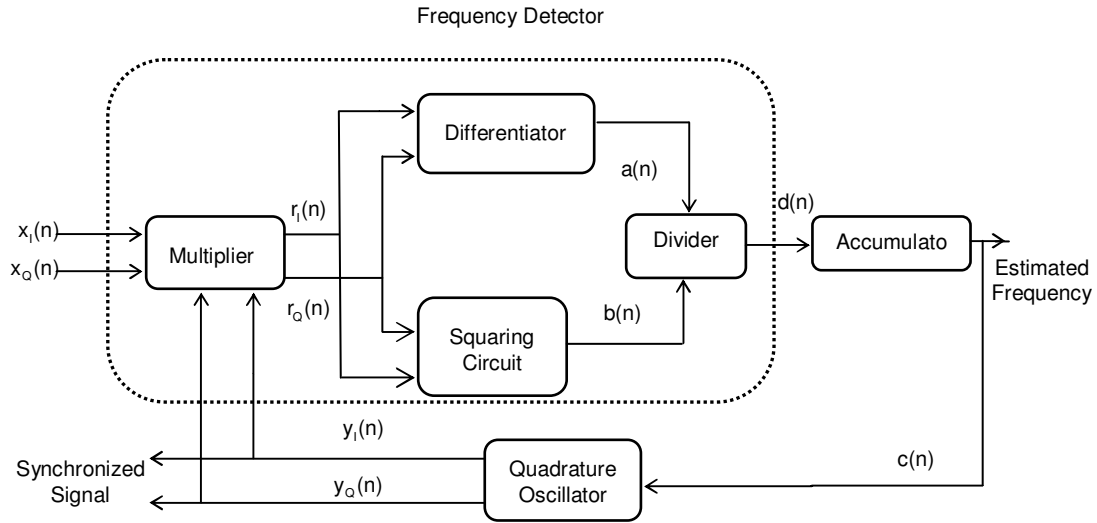 Frequency Detector
Differentiator
a(n)
d(n)
r_I(n)
x_I(n)
Multiplier
Divider
Accumulato
x_Q(n)
Estimated
Frequency
r_Q(n)
b(n)
Squaring
Circuit
y_I(n)
c(n)
Synchronized
Signal
Quadrature
Oscillator
y_Q(n)